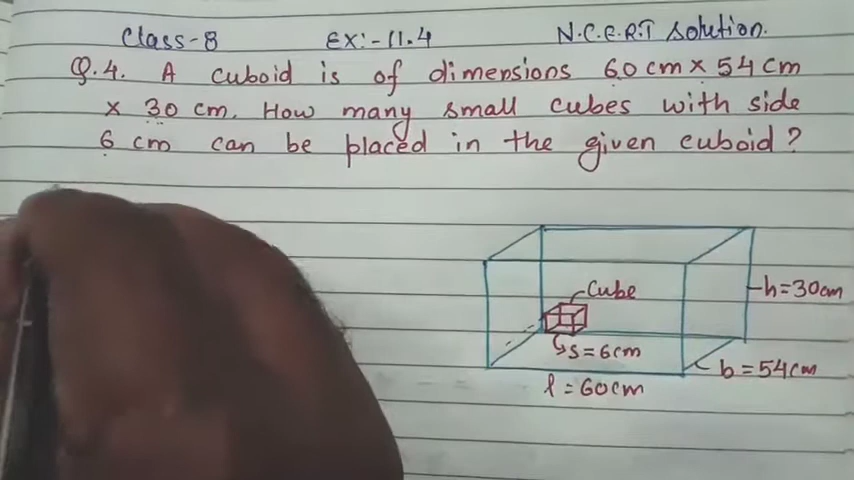 Class-8 EX:-11.4 N.C.E.R.T Solution.
Q.4. A cuboid is of dimensions 60 cm x 54 cm
x 30 cm. How many small cubes with side
6 cm can be placed in the given cuboid?
Cube
h=30cm
s=6cm
b=54cm
l=60cm